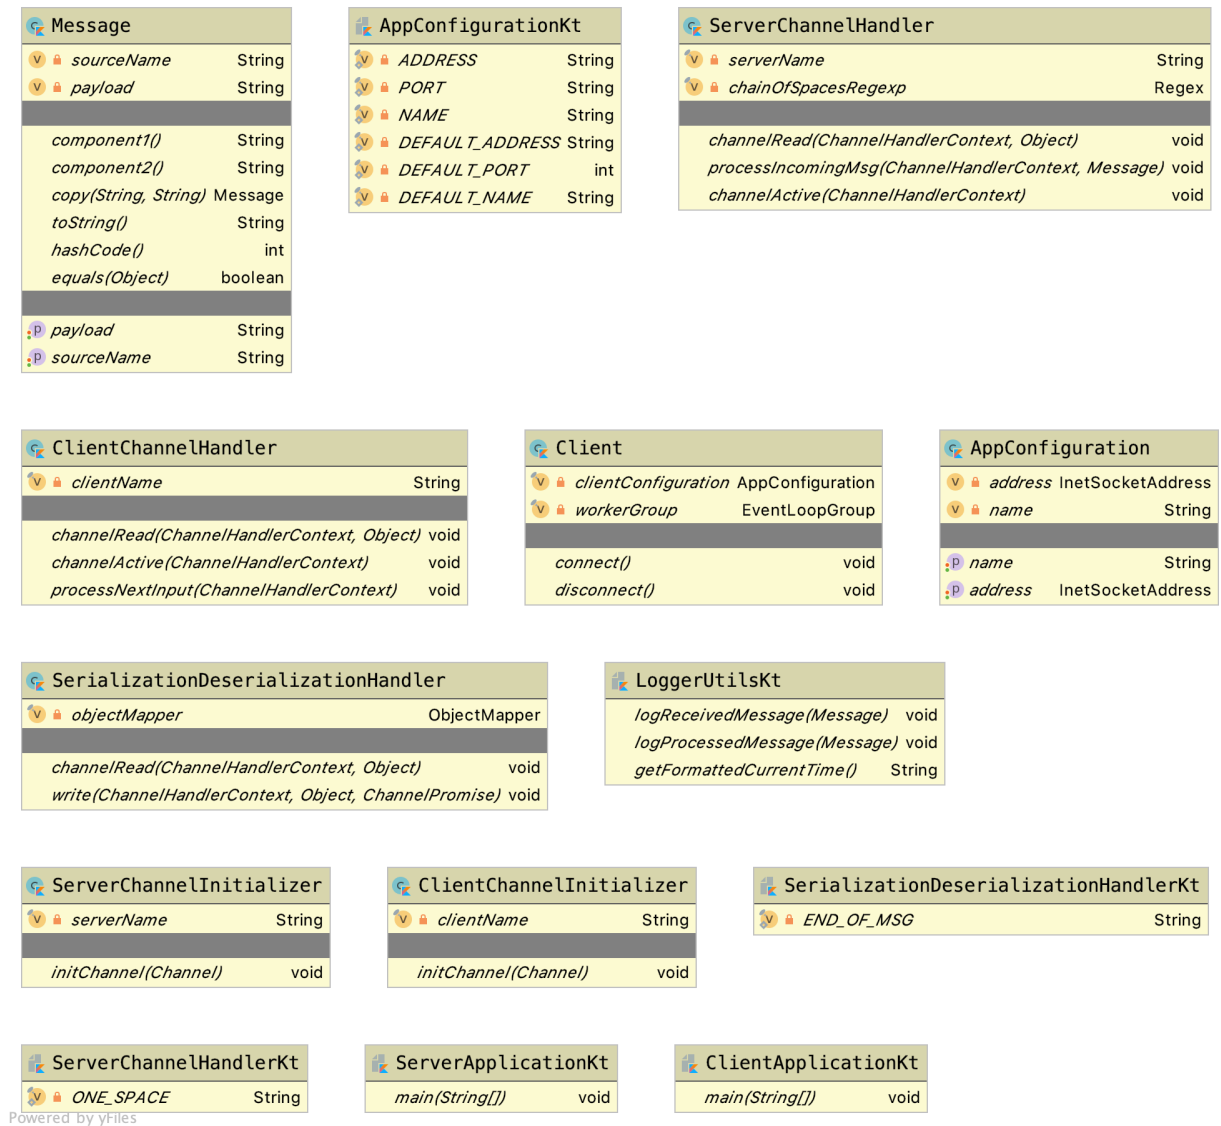 Message
sourceName String
payload String
component1() String
component2() String
copy(String, String) Message
toString() String
hashCode() int
equals(Object) boolean
payload String
sourceName String
AppConfigurationKt
ADDRESS String
PORT String
NAME String
DEFAULT_ADDRESS String
DEFAULT_PORT int
DEFAULT_NAME String
ServerChannelHandler
serverName String
chainOfSpacesRegexp Regex
channelRead(ChannelHandlerContext, Object) void
processIncomingMsg(ChannelHandlerContext, Message) void
channelActive(ChannelHandlerContext) void
ClientChannelHandler
clientName String
channelRead(ChannelHandlerContext, Object) void
channelActive(ChannelHandlerContext) void
processNextInput(ChannelHandlerContext) void
Client
clientConfiguration AppConfiguration
workerGroup EventLoopGroup
connect() void
disconnect() void
AppConfiguration
address InetSocketAddress
name String
name String
address InetSocketAddress
SerializationDeserializationHandler
objectMapper ObjectMapper
channelRead(ChannelHandlerContext, Object) void
write(ChannelHandlerContext, Object, ChannelPromise) void
LoggerUtilsKt
logReceivedMessage(Message) void
logProcessedMessage(Message) void
getFormattedCurrentTime() String
ServerChannelInitializer
serverName String
initChannel(Channel) void
ClientChannelInitializer
clientName String
initChannel(Channel) void
SerializationDeserializationHandlerKt
END_OF_MSG String
ServerChannelHandlerKt
ONE_SPACE String
ServerApplicationKt
main(String[]) void
ClientApplicationKt
main(String[]) void
Powered by yFiles